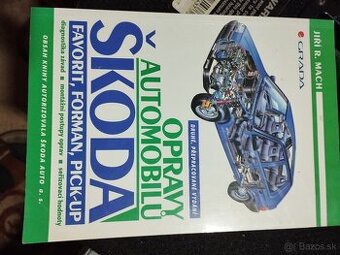 JIŘÍ R. MACH
GRADA
OPRAVY
AUTOMOBILŮ
ŠKODA
FAVORIT, FORMAN, PICK-UP
diagnostika závad ■ montážní postupy oprav ■ seřizovací hodnoty
OBSAH KNIHY AUTORIZOVALA ŠKODA AUTO a. s.
DRUHÉ, PŘEPRACOVANÉ VYDÁNÍ
bazos.sk